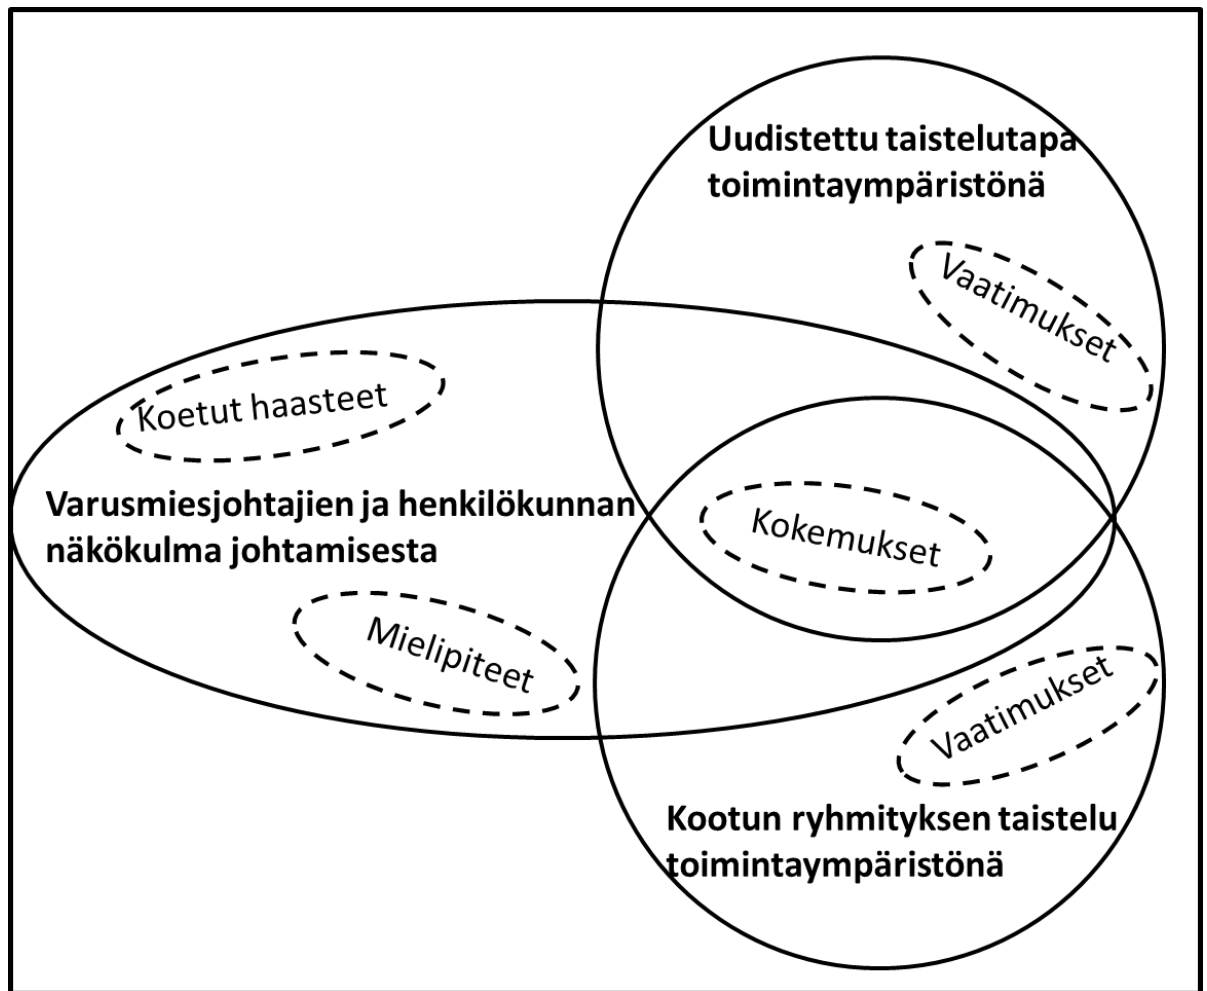 Uudistettu taistelutapa
toimintaympäristönä
Vaatimukset
Koetut haasteet
Varusmiesjohtajien ja henkilökunnan
näkökulma johtamisesta
Kokemukset
Mielipiteet
Vaatimukset
Kootun ryhmityksen taistelu
toimintaympäristönä